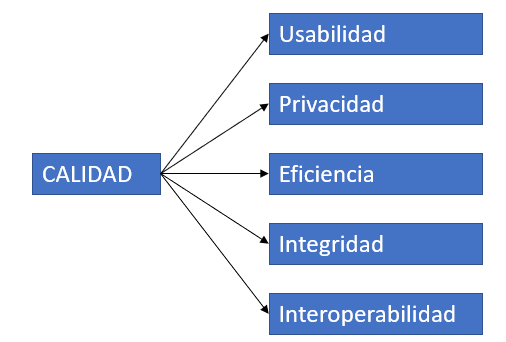 Usabilidad
Privacidad
CALIDAD
Eficiencia
Integridad
Interoperabilidad